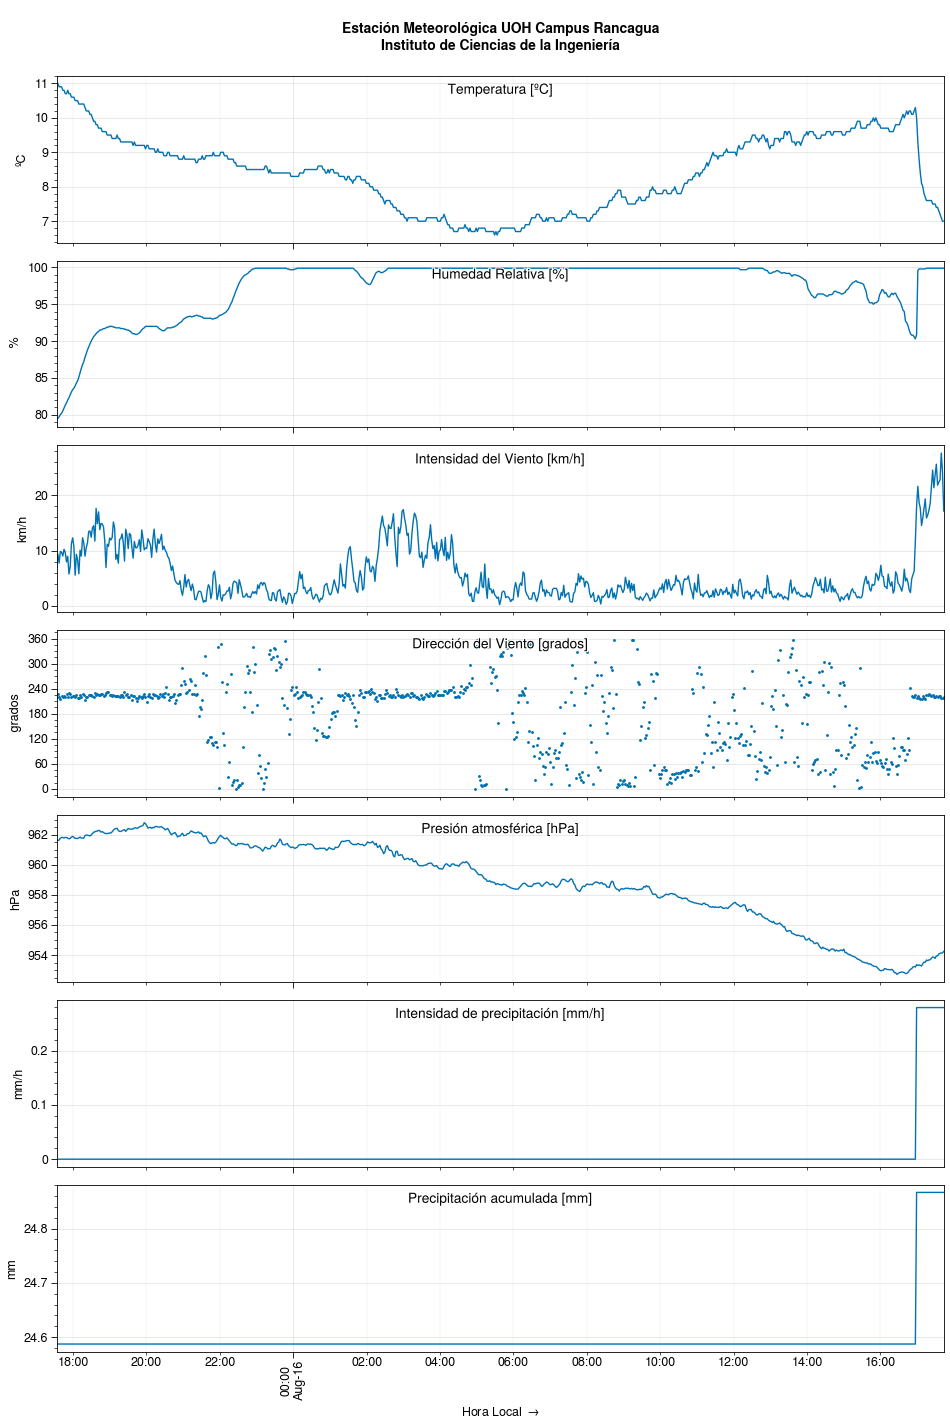 Estación Meteorológica UOH Campus Rancagua
Instituto de Ciencias de la Ingeniería
Temperatura [ºC]
ºC
11
10
9
8
7
Humedad Relativa [%]
%
100
95
90
85
80
Intensidad del Viento [km/h]
km/h
20
10
0
Dirección del Viento [grados]
grados
360
300
240
180
120
60
0
Presión atmosférica [hPa]
hPa
962
960
958
956
954
Intensidad de precipitación [mm/h]
mm/h
0.2
0.1
0
Precipitación acumulada [mm]
mm
24.8
24.7
24.6
18:00 20:00 22:00 00:00 02:00 04:00 06:00 08:00 10:00 12:00 14:00 16:00
Aug-16
Hora Local →